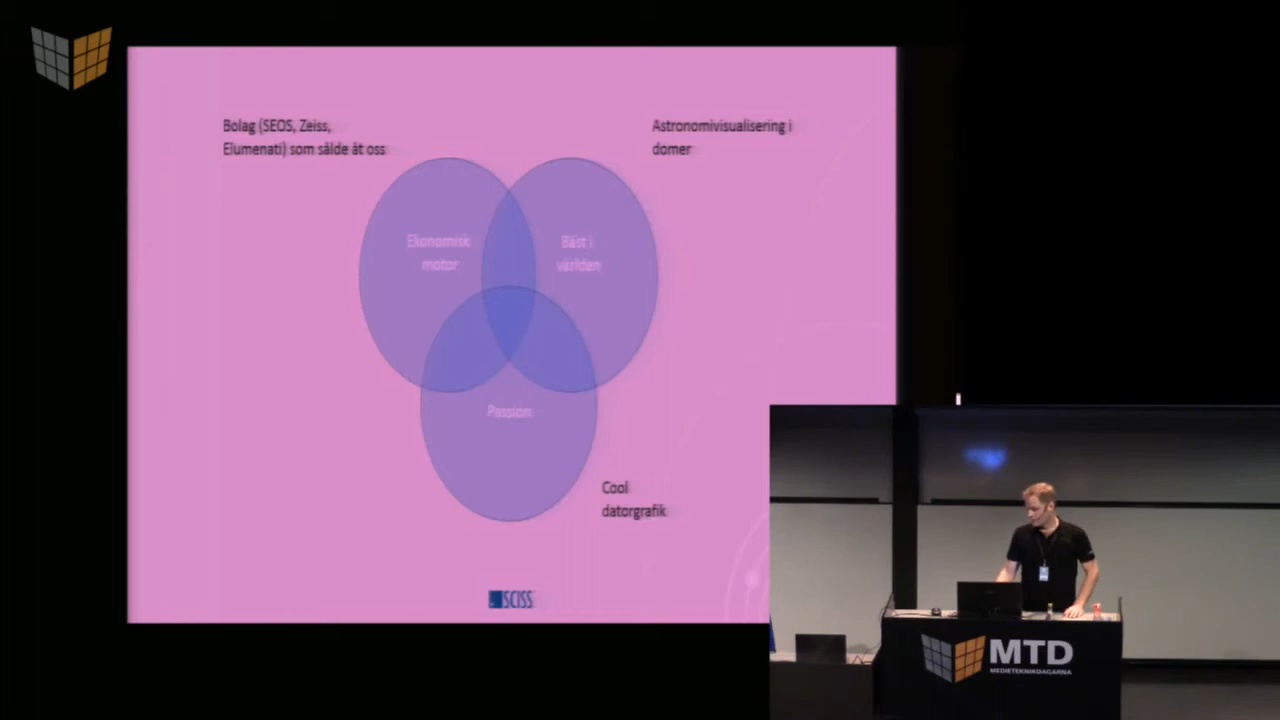 Bolag (SEOS, Zeiss,
Elumenati) som sålde åt oss
Astronomivisualisering i
domer
Ekonomisk
motor
Bäst i
världen
Passion
Cool
datorgrafik
SCISS
MTD
MEDIETEKNIKDAGARNA